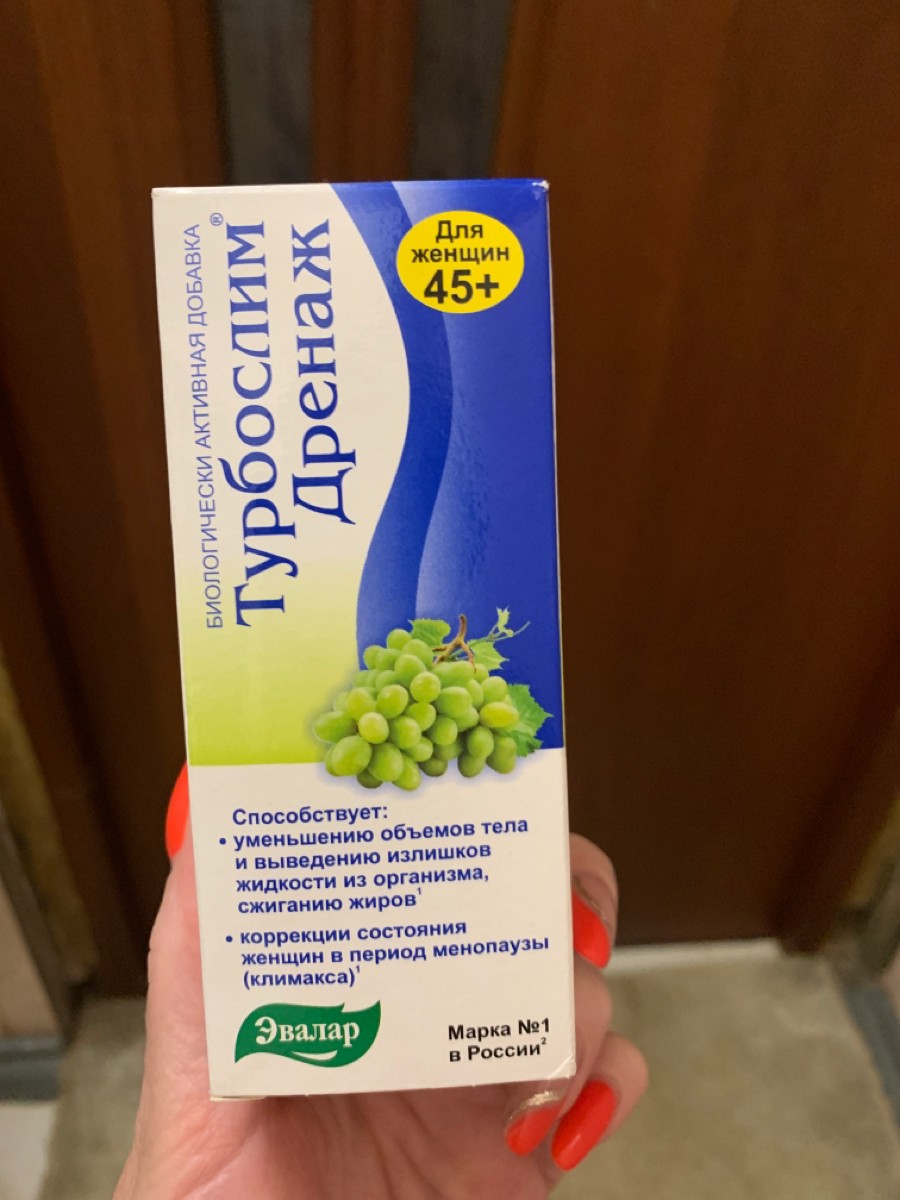 БИОЛОГИЧЕСКИ АКТИВНАЯ ДОБАВКА
Турбослим®
Дренаж
Для
женщин
45+
Способствует:
• уменьшению объемов тела
и выведению излишков
жидкости из организма,
сжиганию жиров¹
• коррекции состояния
женщин в период менопаузы
(климакса)¹
Эвалар
Марка №1
в России²